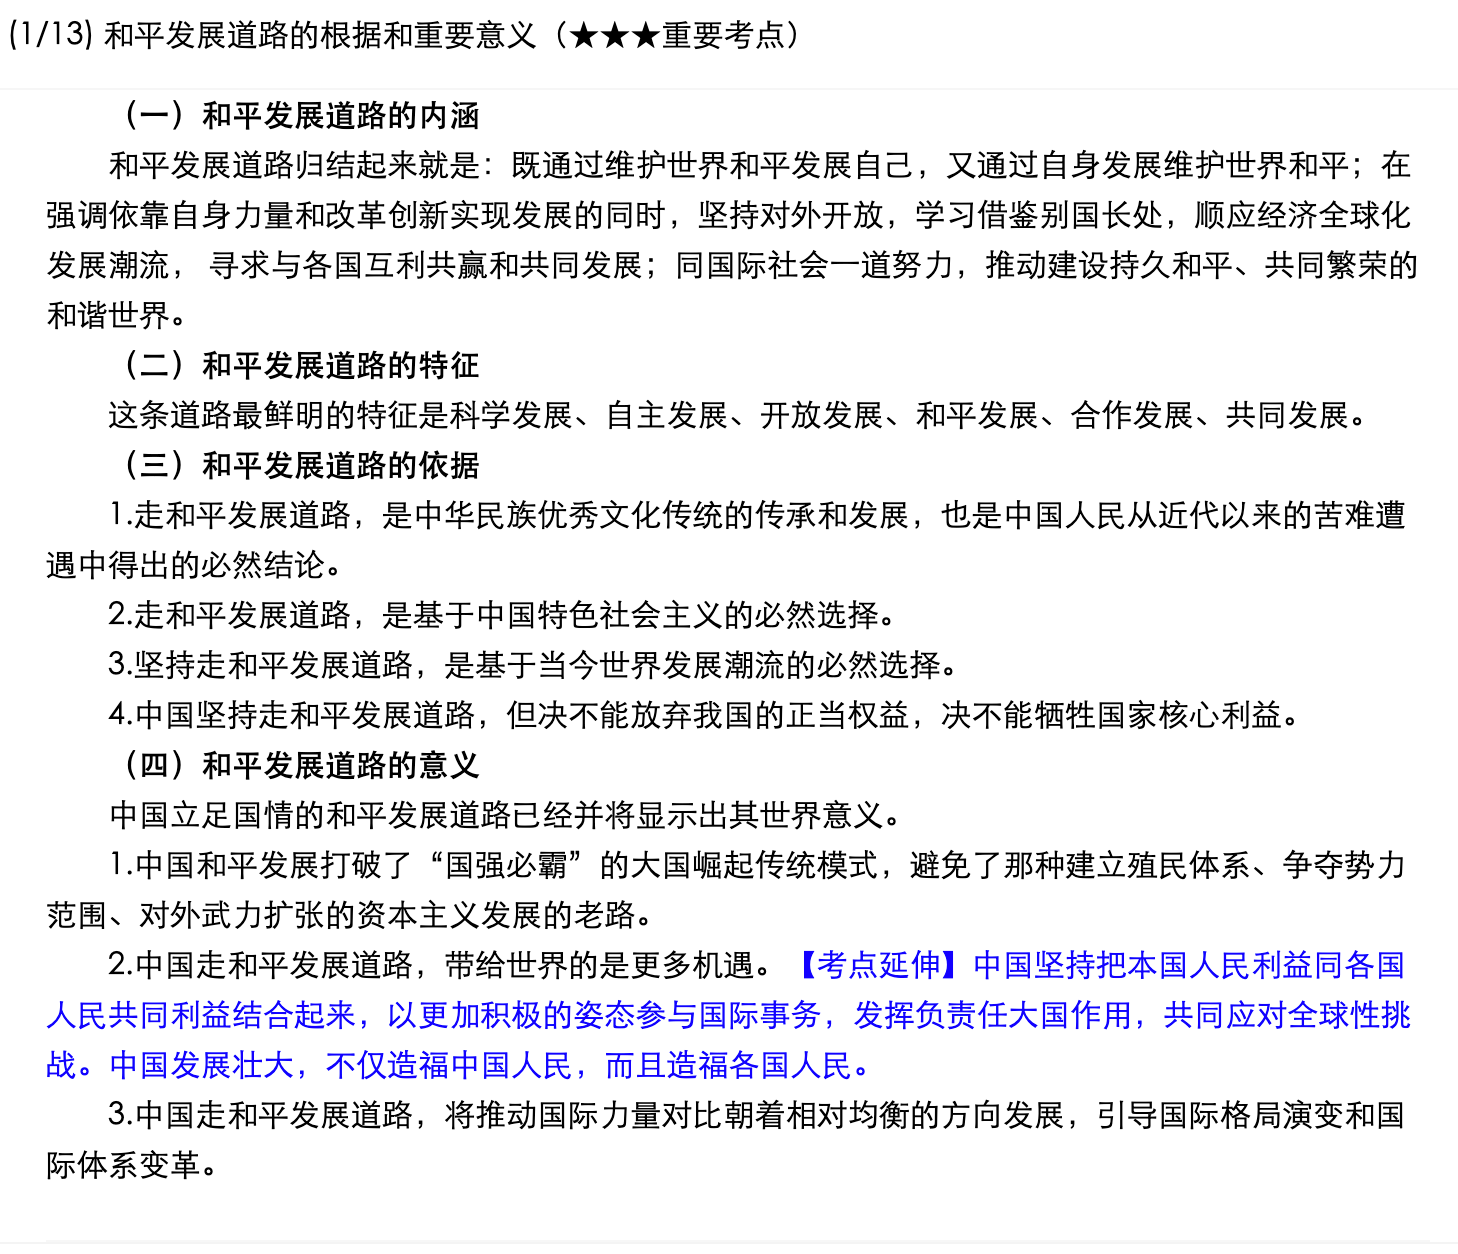 (1/13) 和平发展道路的根据和重要意义（★★★重要考点）
（一）和平发展道路的内涵
和平发展道路归结起来就是：既通过维护世界和平发展自己，又通过自身发展维护世界和平；在
强调依靠自身力量和改革创新实现发展的同时，坚持对外开放，学习借鉴别国长处，顺应经济全球化
发展潮流， 寻求与各国互利共赢和共同发展；同国际社会一道努力，推动建设持久和平、共同繁荣的
和谐世界。
（二）和平发展道路的特征
这条道路最鲜明的特征是科学发展、自主发展、开放发展、和平发展、合作发展、共同发展。
（三）和平发展道路的依据
1.走和平发展道路，是中华民族优秀文化传统的传承和发展，也是中国人民从近代以来的苦难遭
遇中得出的必然结论。
2.走和平发展道路，是基于中国特色社会主义的必然选择。
3.坚持走和平发展道路，是基于当今世界发展潮流的必然选择。
4.中国坚持走和平发展道路，但决不能放弃我国的正当权益，决不能牺牲国家核心利益。
（四）和平发展道路的意义
中国立足国情的和平发展道路已经并将显示出其世界意义。
1.中国和平发展打破了“国强必霸”的大国崛起传统模式，避免了那种建立殖民体系、争夺势力
范围、对外武力扩张的资本主义发展的老路。
2.中国走和平发展道路，带给世界的是更多机遇。【考点延伸】中国坚持把本国人民利益同各国
人民共同利益结合起来，以更加积极的姿态参与国际事务，发挥负责任大国作用，共同应对全球性挑
战。中国发展壮大，不仅造福中国人民，而且造福各国人民。
3.中国走和平发展道路，将推动国际力量对比朝着相对均衡的方向发展，引导国际格局演变和国
际体系变革。